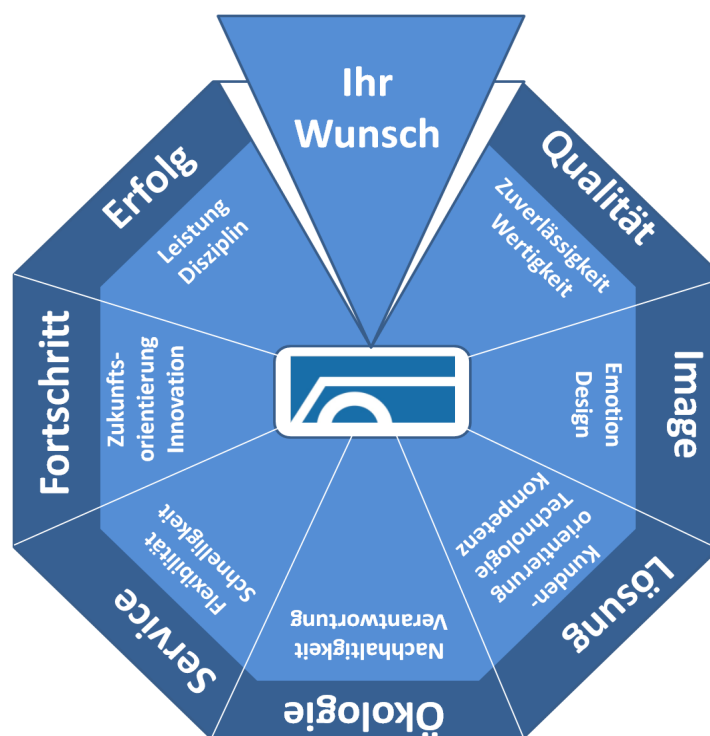 Ihr
Wunsch
Qualität
Zuverlässigkeit
Wertigkeit
Image
Emotion
Design
Lösung
Kunden-
orientierung
Technologie
Kompetenz
Ökologie
Nachhaltigkeit
Verantwortung
Service
Flexibilität
Schnelligkeit
Fortschritt
Zukunfts-
orientierung
Innovation
Erfolg
Leistung
Disziplin